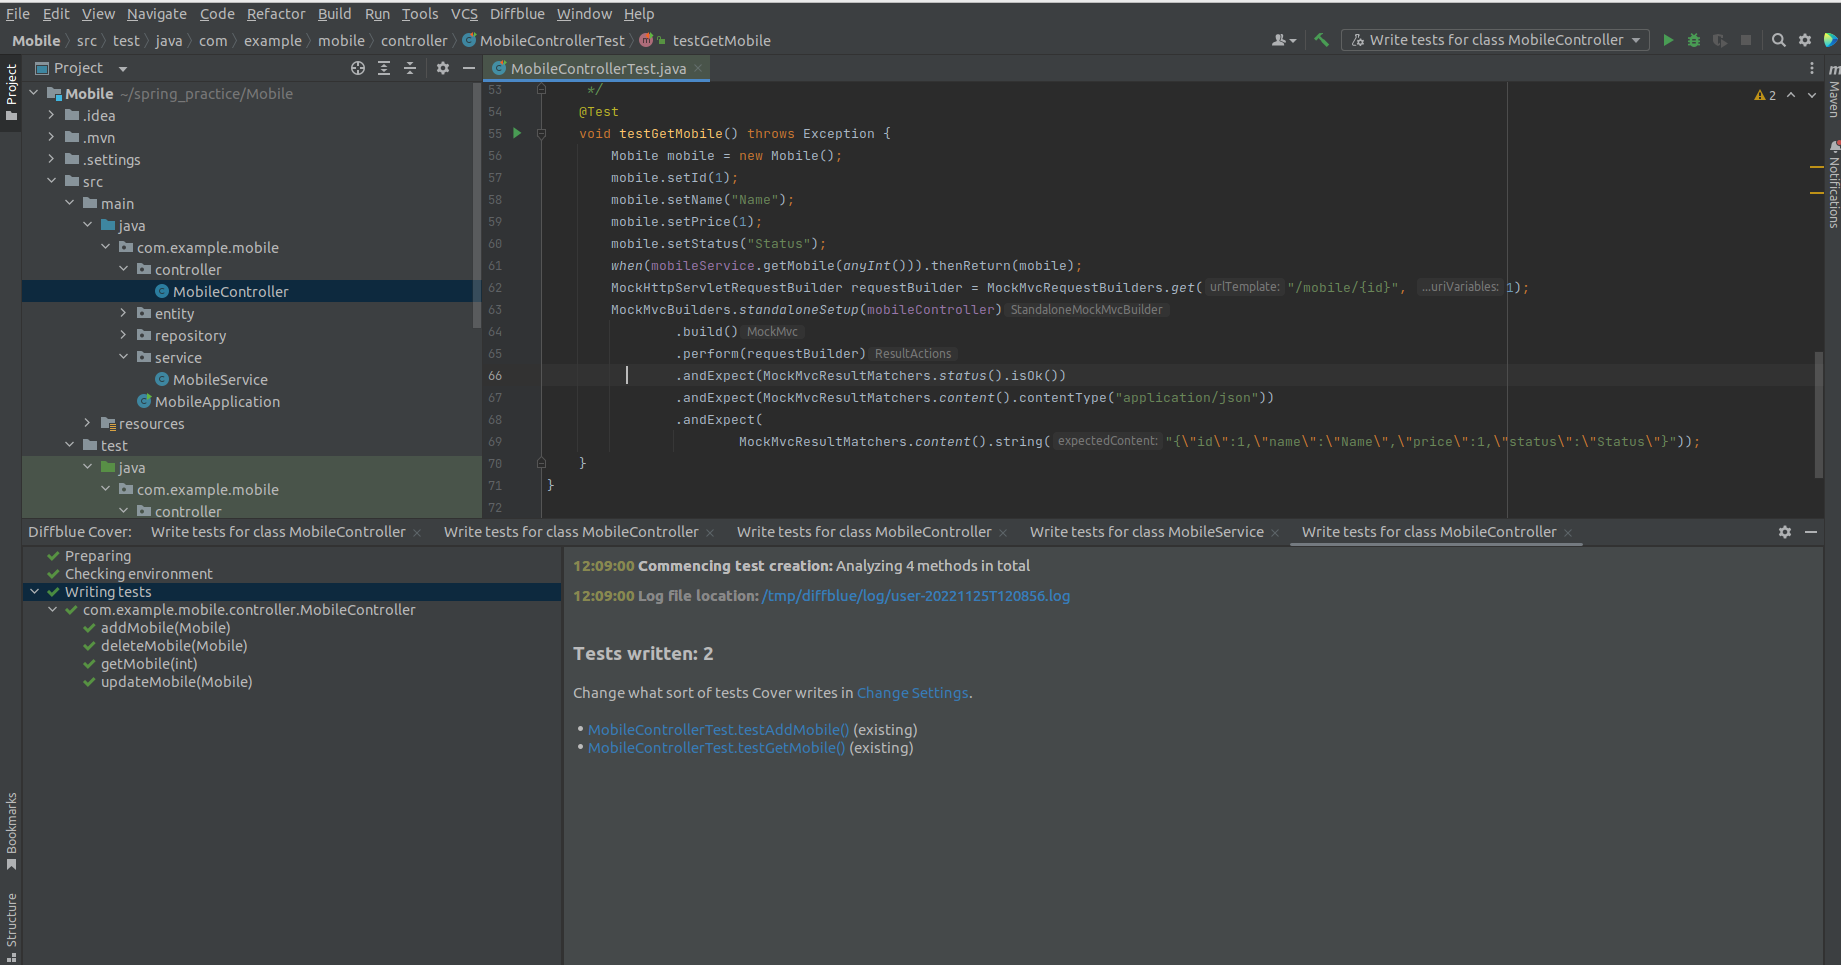 File Edit View Navigate Code Refactor Build Run Tools VCS Diffblue Window Help
Mobile src test java com example mobile controller MobileControllerTest testGetMobile
Write tests for class MobileController
Project
Project
MobileControllerTest.java
Mobile ~/spring_practice/Mobile
.idea
.mvn
.settings
src
main
java
com.example.mobile
controller
MobileController
entity
repository
service
MobileService
MobileApplication
resources
test
java
com.example.mobile
controller
2
53 */
54 @Test
55 void testGetMobile() throws Exception {
56 Mobile mobile = new Mobile();
57 mobile.setId(1);
58 mobile.setName("Name");
59 mobile.setPrice(1);
60 mobile.setStatus("Status");
61 when(mobileService.getMobile(anyInt())).thenReturn(mobile);
62 MockHttpServletRequestBuilder requestBuilder = MockMvcRequestBuilders.get( urlTemplate: "/mobile/{id}", ...uriVariables: 1);
63 MockMvcBuilders.standaloneSetup(mobileController) StandaloneMockMvcBuilder
64 .build() MockMvc
65 .perform(requestBuilder) ResultActions
66 .andExpect(MockMvcResultMatchers.status().isOk())
67 .andExpect(MockMvcResultMatchers.content().contentType("application/json"))
68 .andExpect(
69 MockMvcResultMatchers.content().string( expectedContent: "{\"id\":1,\"name\":\"Name\",\"price\":1,\"status\":\"Status\"}"));
70 }
71 }
72
m Maven
Notifications
Diffblue Cover: Write tests for class MobileController Write tests for class MobileController Write tests for class MobileController Write tests for class MobileService Write tests for class MobileController
Preparing
Checking environment
Writing tests
com.example.mobile.controller.MobileController
addMobile(Mobile)
deleteMobile(Mobile)
getMobile(int)
updateMobile(Mobile)
12:09:00 Commencing test creation: Analyzing 4 methods in total
12:09:00 Log file location: /tmp/diffblue/log/user-20221125T120856.log
Tests written: 2
Change what sort of tests Cover writes in Change Settings.
• MobileControllerTest.testAddMobile() (existing)
• MobileControllerTest.testGetMobile() (existing)
Bookmarks
Structure